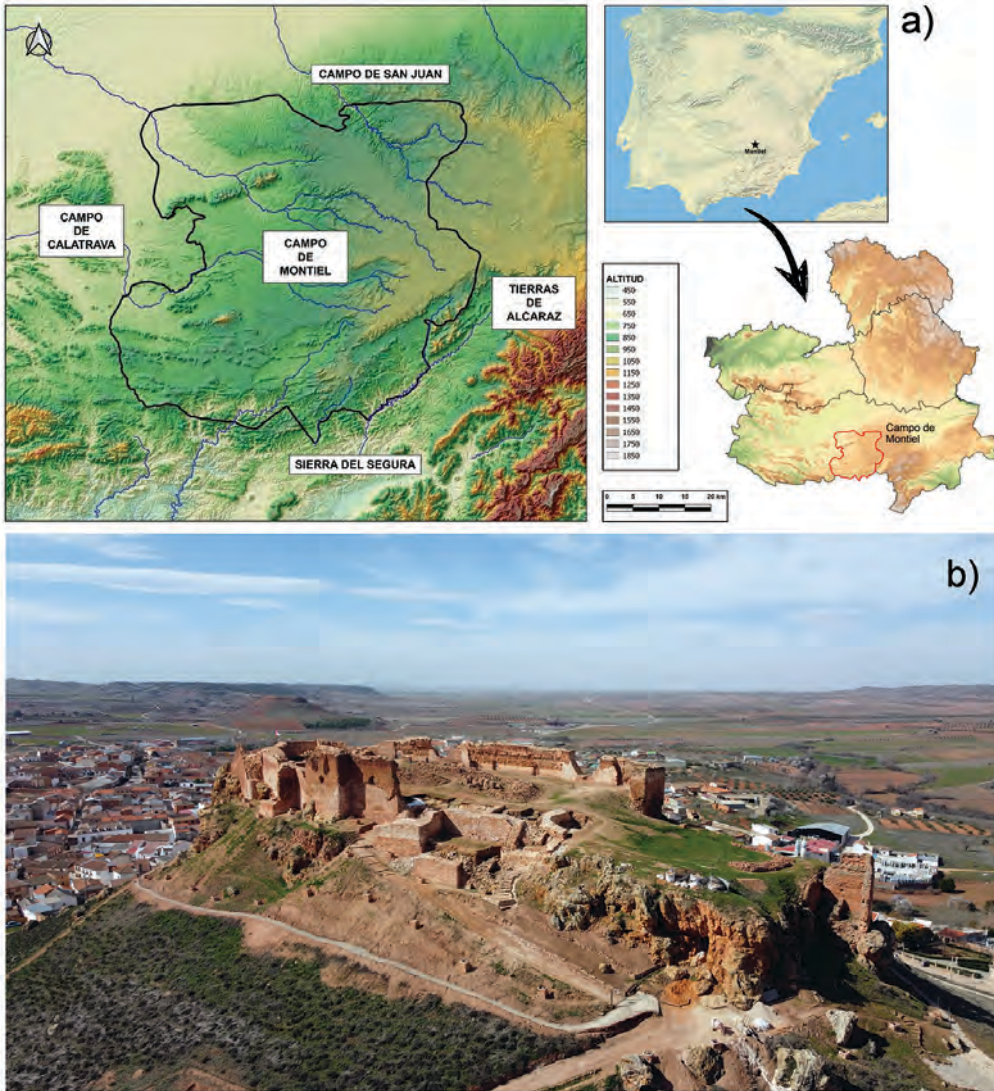 a)
CAMPO DE SAN JUAN
CAMPO
DE
CALATRAVA
CAMPO
DE
MONTIEL
TIERRAS
DE
ALCARAZ
SIERRA DEL SEGURA
Montiel
ALTITUD
450
550
650
750
850
950
1050
1150
1250
1350
1450
1550
1650
1750
1850
Campo de
Montiel
0 5 10 15 20 km
b)